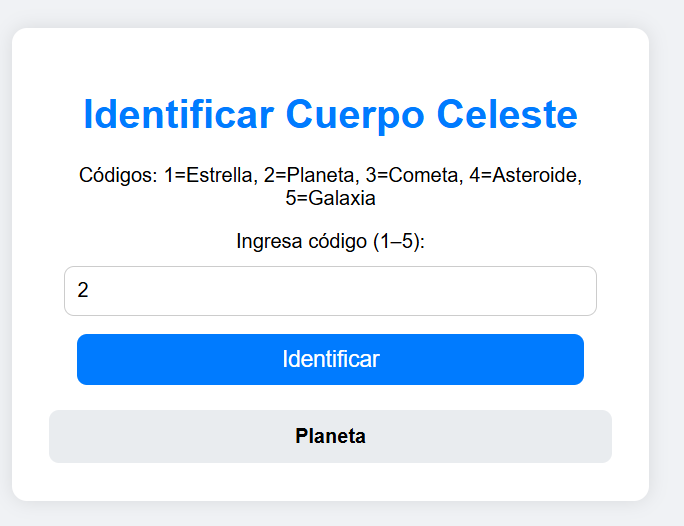 Identificar Cuerpo Celeste
Códigos: 1=Estrella, 2=Planeta, 3=Cometa, 4=Asteroide,
5=Galaxia
Ingresa código (1–5):
2
Identificar
Planeta